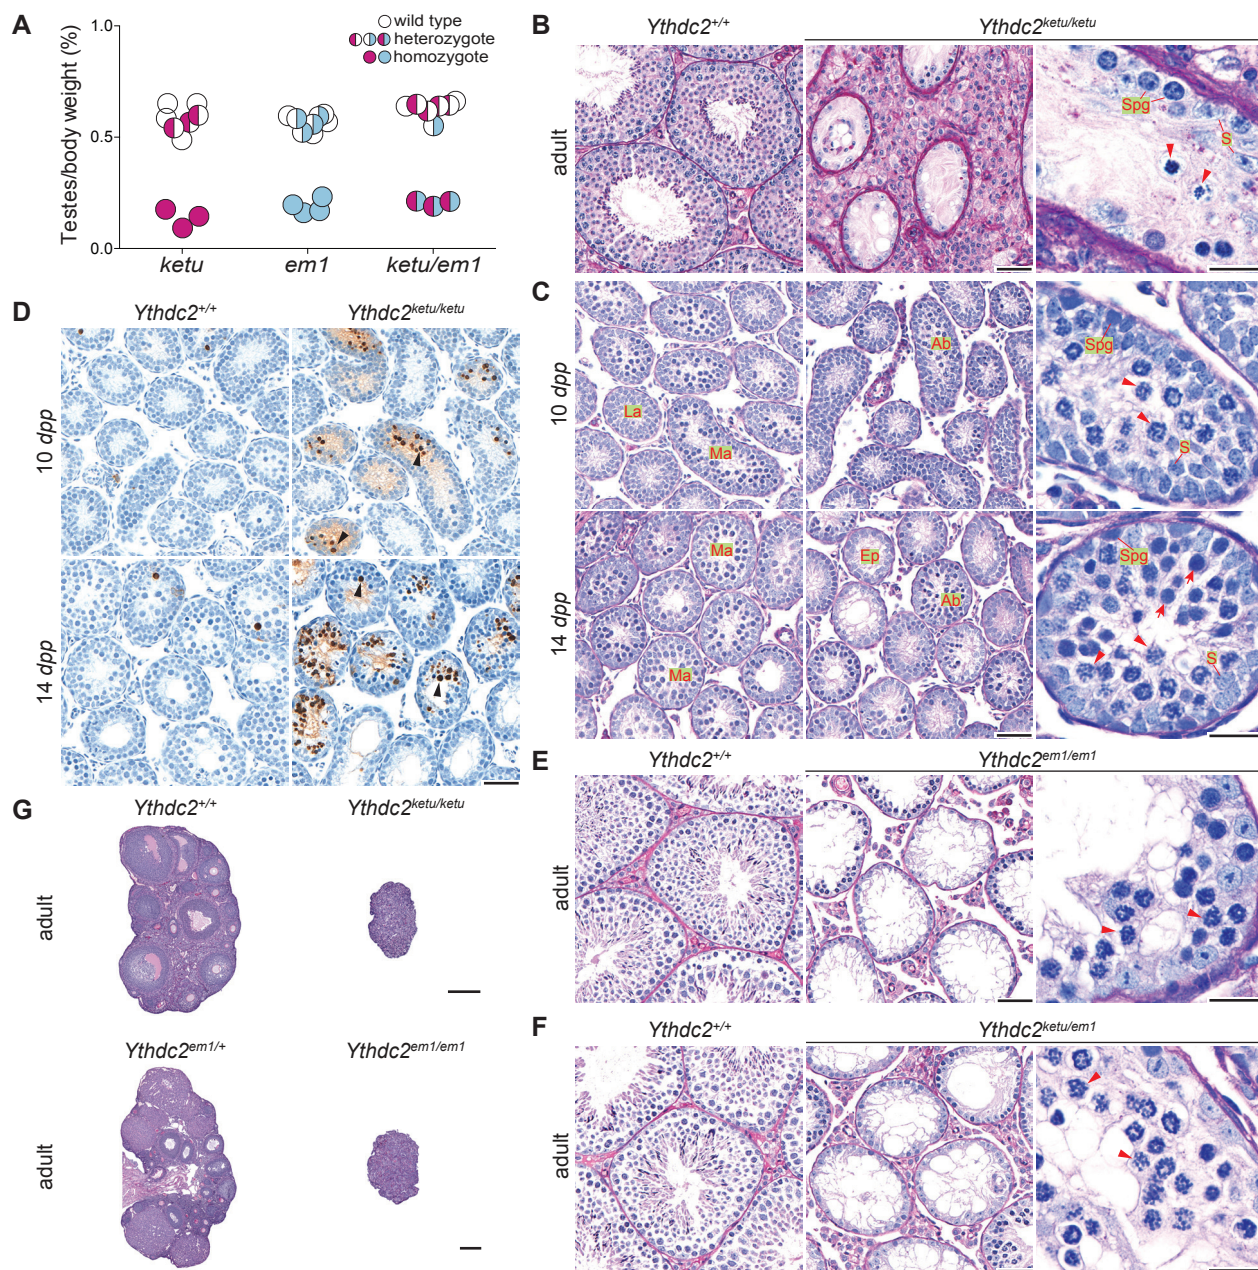 A
Testes/body weight (%)
1.0
0.5
0.0
wild type
heterozygote
homozygote
ketu
em1
ketu/em1
B
Ythdc2+/+
Ythdc2ketu/ketu
adult
Spg
S
C
10 dpp
La
Ma
Ab
Spg
S
14 dpp
Ma
Ma
Ep
Ab
Spg
S
D
Ythdc2+/+
Ythdc2ketu/ketu
10 dpp
14 dpp
E
Ythdc2+/+
Ythdc2em1/em1
adult
F
Ythdc2+/+
Ythdc2ketu/em1
adult
G
Ythdc2+/+
Ythdc2ketu/ketu
adult
Ythdc2em1/+
Ythdc2em1/em1
adult